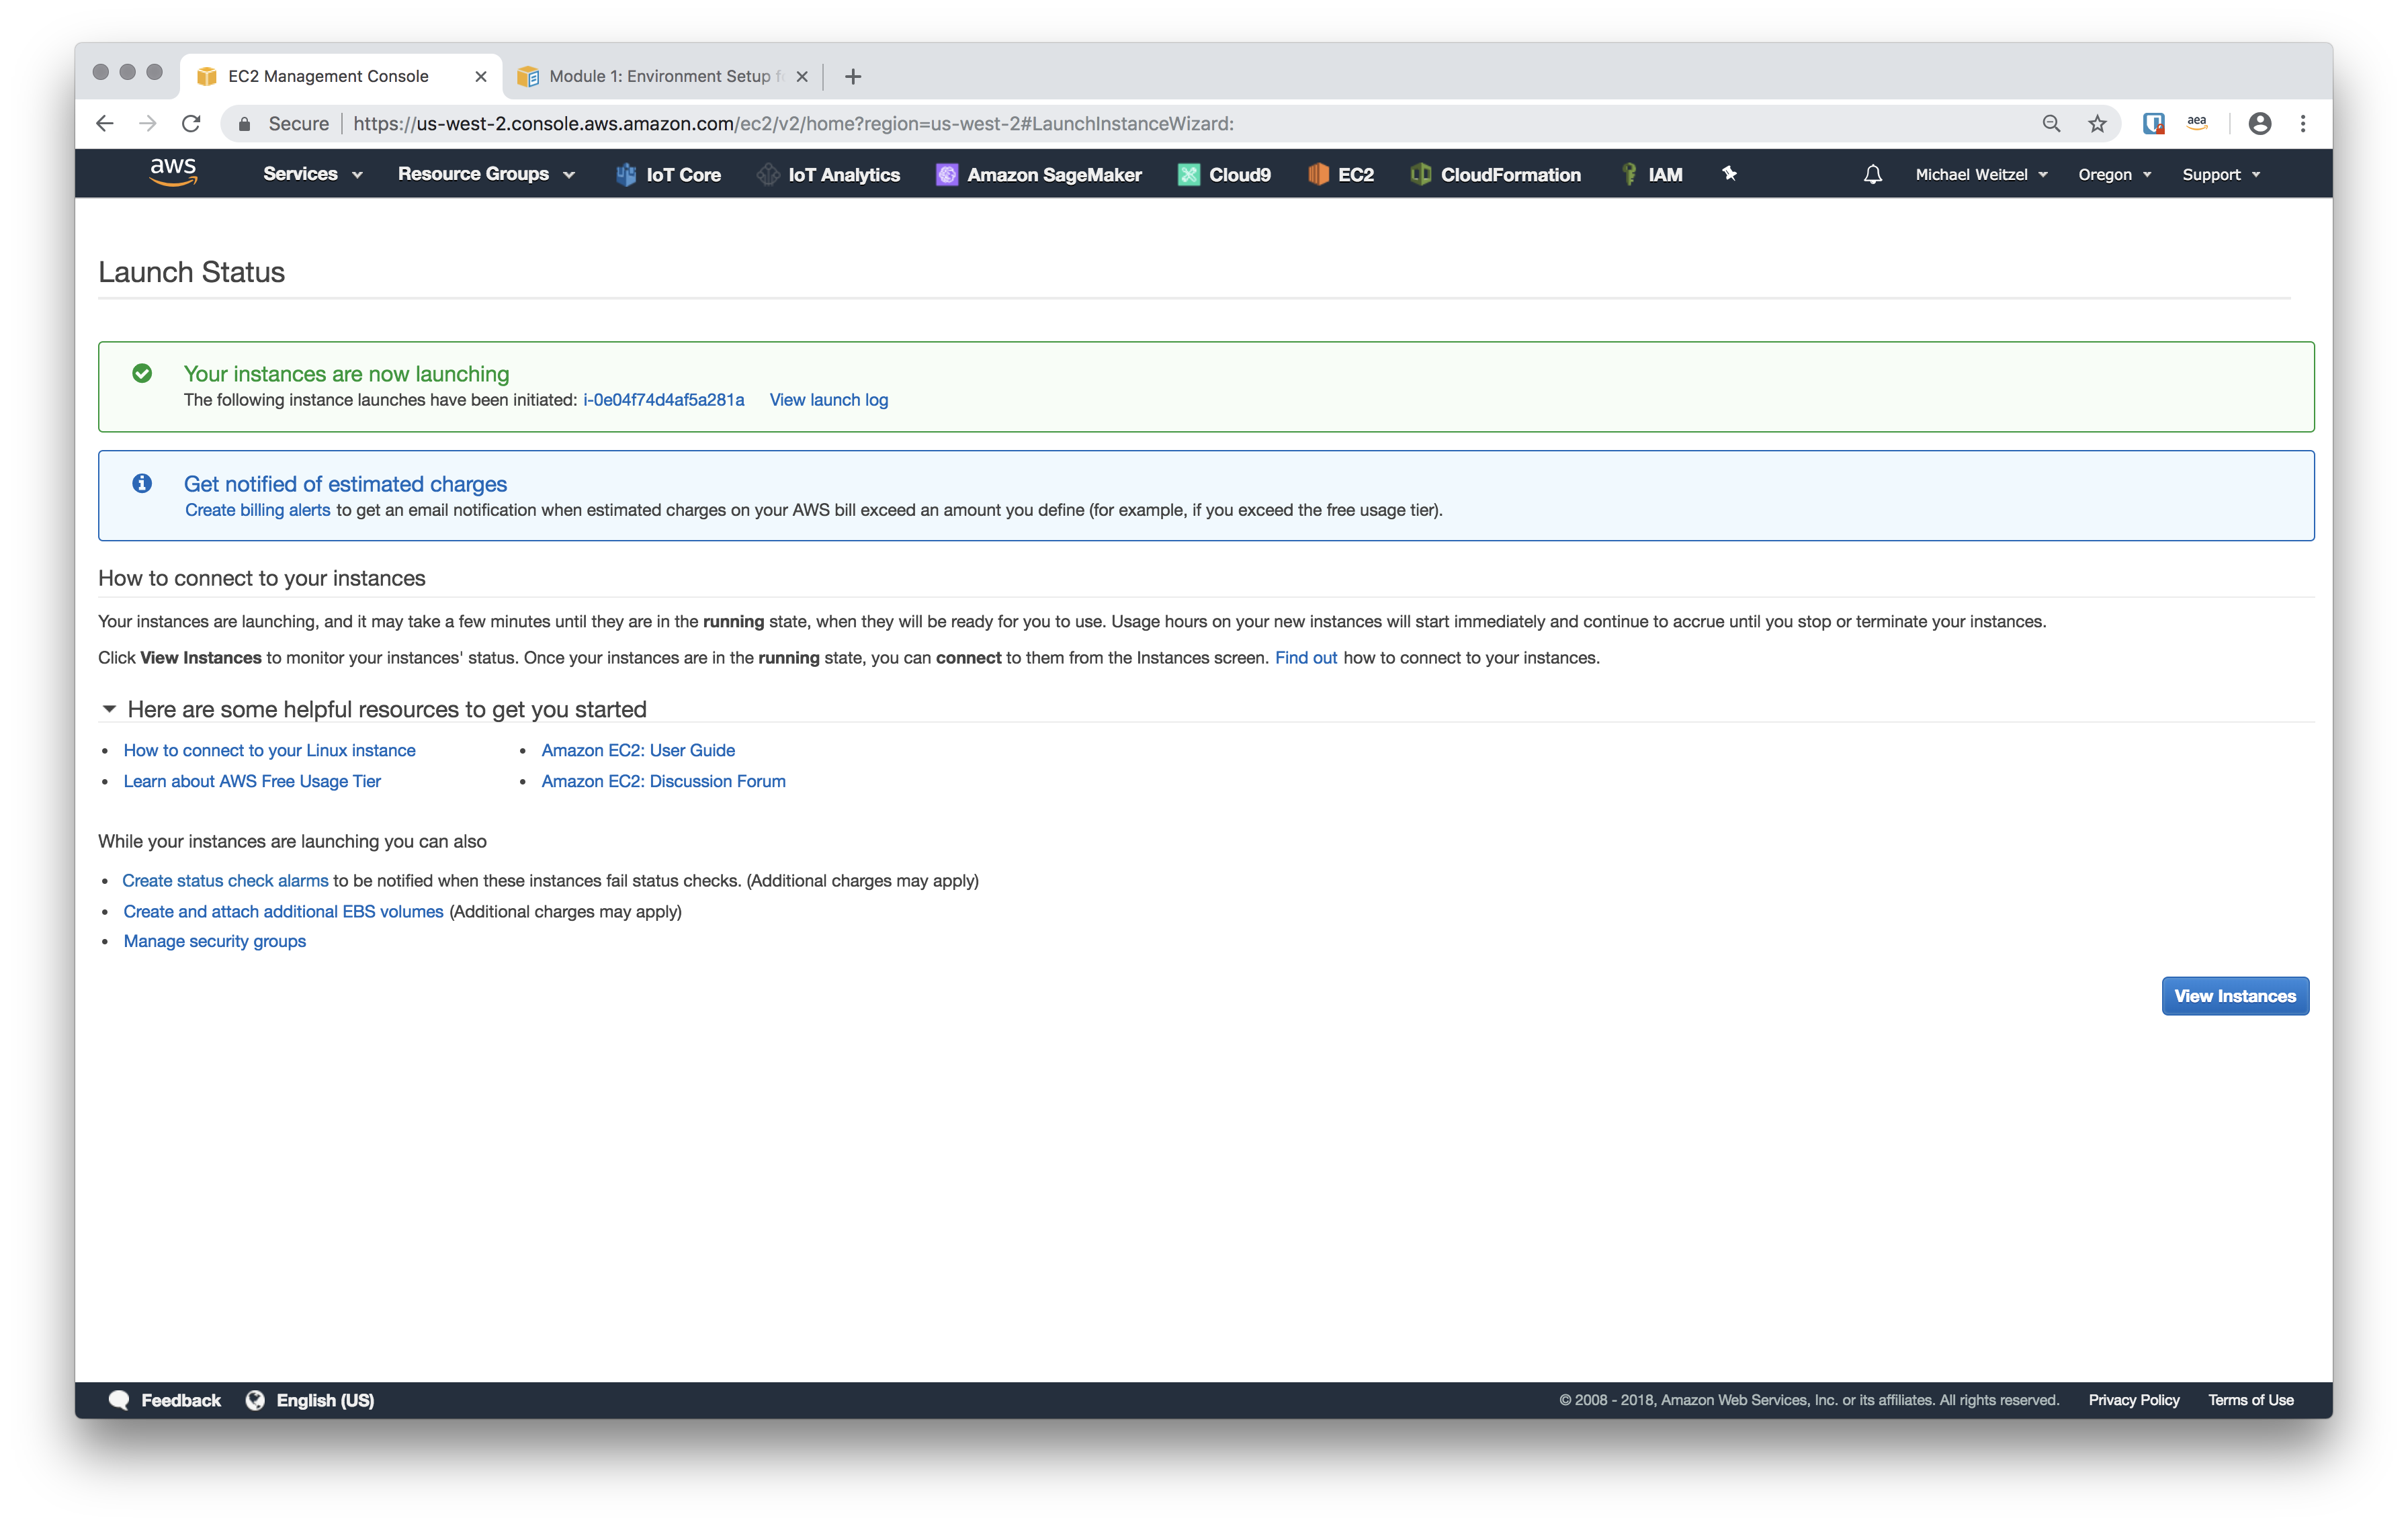 EC2 Management Console
Module 1: Environment Setup
Secure https://us-west-2.console.aws.amazon.com/ec2/v2/home?region=us-west-2#LaunchInstanceWizard:
aea
aws Services Resource Groups IoT Core IoT Analytics Amazon SageMaker Cloud9 EC2 CloudFormation IAM Michael Weitzel Oregon Support
Launch Status
Your instances are now launching
The following instance launches have been initiated: i-0e04f74d4af5a281a View launch log
Get notified of estimated charges
Create billing alerts to get an email notification when estimated charges on your AWS bill exceed an amount you define (for example, if you exceed the free usage tier).
How to connect to your instances
Your instances are launching, and it may take a few minutes until they are in the running state, when they will be ready for you to use. Usage hours on your new instances will start immediately and continue to accrue until you stop or terminate your instances.
Click View Instances to monitor your instances' status. Once your instances are in the running state, you can connect to them from the Instances screen. Find out how to connect to your instances.
Here are some helpful resources to get you started
• How to connect to your Linux instance • Amazon EC2: User Guide
• Learn about AWS Free Usage Tier • Amazon EC2: Discussion Forum
While your instances are launching you can also
• Create status check alarms to be notified when these instances fail status checks. (Additional charges may apply)
• Create and attach additional EBS volumes (Additional charges may apply)
• Manage security groups
View Instances
Feedback English (US) © 2008 - 2018, Amazon Web Services, Inc. or its affiliates. All rights reserved. Privacy Policy Terms of Use